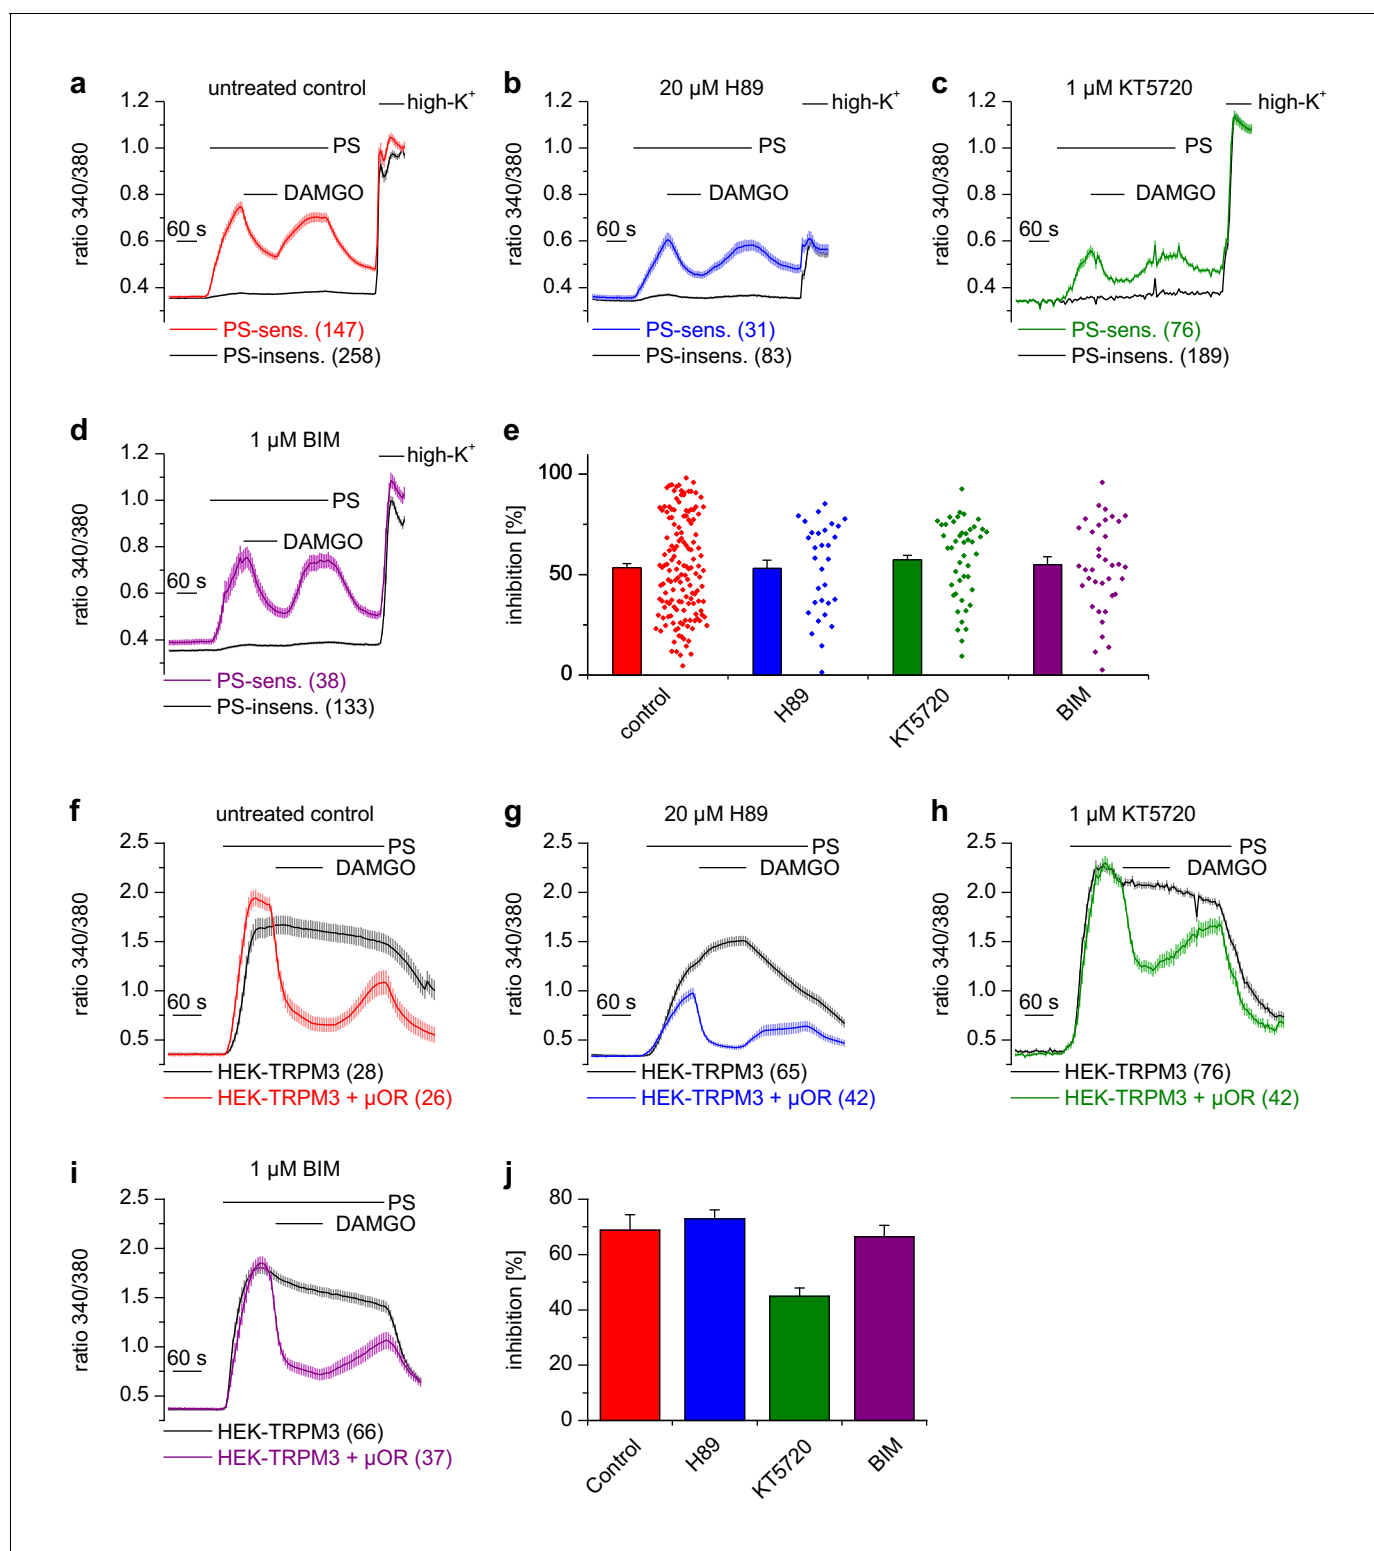 a
untreated control
1.2
1.0
0.8
0.6
0.4
ratio 340/380
high-K+
PS
DAMGO
60 s
PS-sens. (147)
PS-insens. (258)
b
20 µM H89
1.2
1.0
0.8
0.6
0.4
ratio 340/380
high-K+
PS
DAMGO
60 s
PS-sens. (31)
PS-insens. (83)
c
1 µM KT5720
1.2
1.0
0.8
0.6
0.4
ratio 340/380
high-K+
PS
DAMGO
60 s
PS-sens. (76)
PS-insens. (189)
d
1 µM BIM
1.2
1.0
0.8
0.6
0.4
ratio 340/380
high-K+
PS
DAMGO
60 s
PS-sens. (38)
PS-insens. (133)
e
100
50
0
inhibition [%]
control
H89
KT5720
BIM
f
untreated control
2.5
2.0
1.5
1.0
0.5
ratio 340/380
PS
DAMGO
60 s
HEK-TRPM3 (28)
HEK-TRPM3 + µOR (26)
g
20 µM H89
2.5
2.0
1.5
1.0
0.5
ratio 340/380
PS
DAMGO
60 s
HEK-TRPM3 (65)
HEK-TRPM3 + µOR (42)
h
1 µM KT5720
2.5
2.0
1.5
1.0
0.5
ratio 340/380
PS
DAMGO
60 s
HEK-TRPM3 (76)
HEK-TRPM3 + µOR (42)
i
1 µM BIM
2.5
2.0
1.5
1.0
0.5
ratio 340/380
PS
DAMGO
60 s
HEK-TRPM3 (66)
HEK-TRPM3 + µOR (37)
j
80
60
40
20
0
inhibition [%]
Control
H89
KT5720
BIM